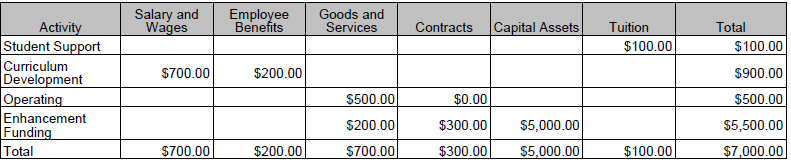 Activity Salary and Wages Employee Benefits Goods and Services Contracts Capital Assets Tuition Total
Student Support $100.00 $100.00
Curriculum Development $700.00 $200.00 $900.00
Operating $500.00 $0.00 $500.00
Enhancement Funding $200.00 $300.00 $5,000.00 $5,500.00
Total $700.00 $200.00 $700.00 $300.00 $5,000.00 $100.00 $7,000.00